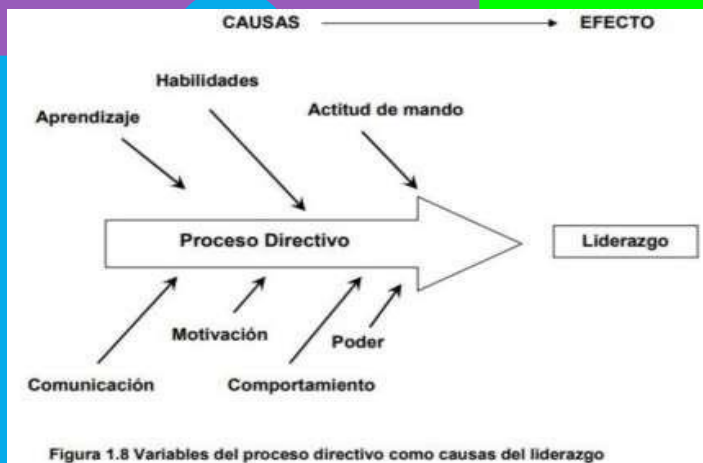 CAUSAS EFECTO
Habilidades
Aprendizaje
Actitud de mando
Proceso Directivo
Liderazgo
Motivación
Poder
Comunicación
Comportamiento
Figura 1.8 Variables del proceso directivo como causas del liderazgo